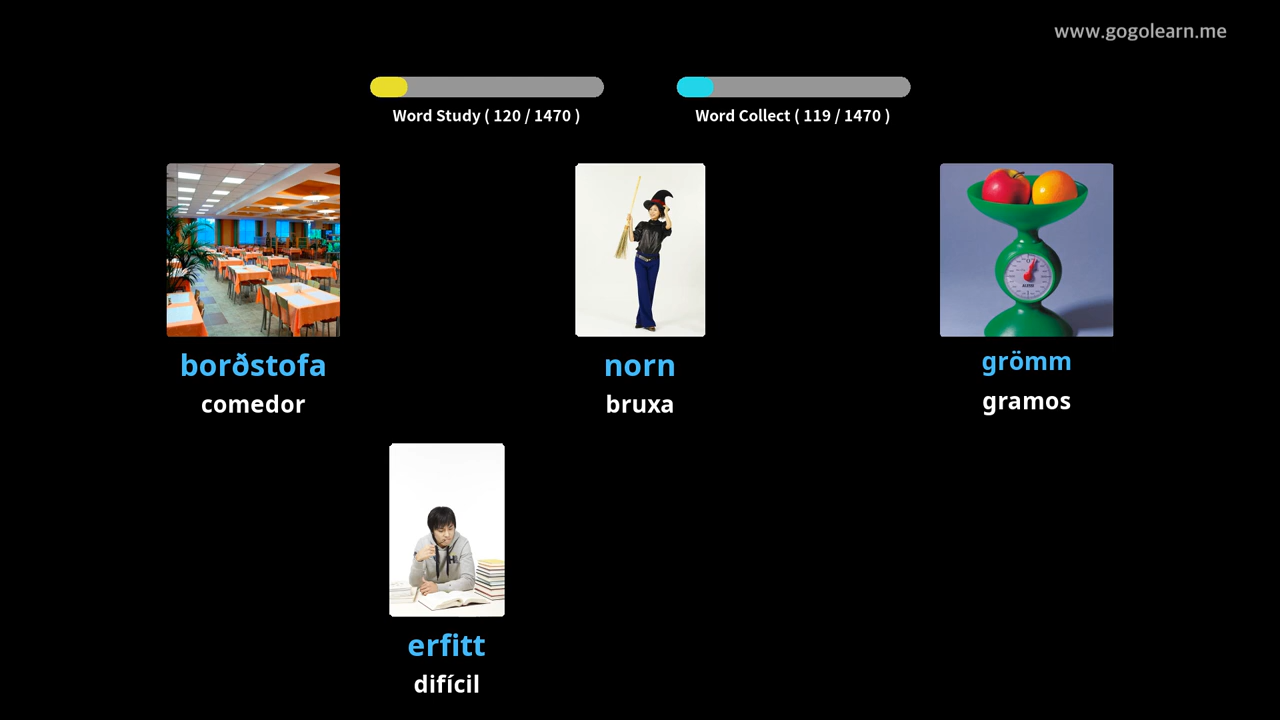 www.gogolearn.me
Word Study ( 120 / 1470 )
Word Collect ( 119 / 1470 )
borðstofa
comedor
norn
bruxa
grömm
gramos
erfitt
difícil